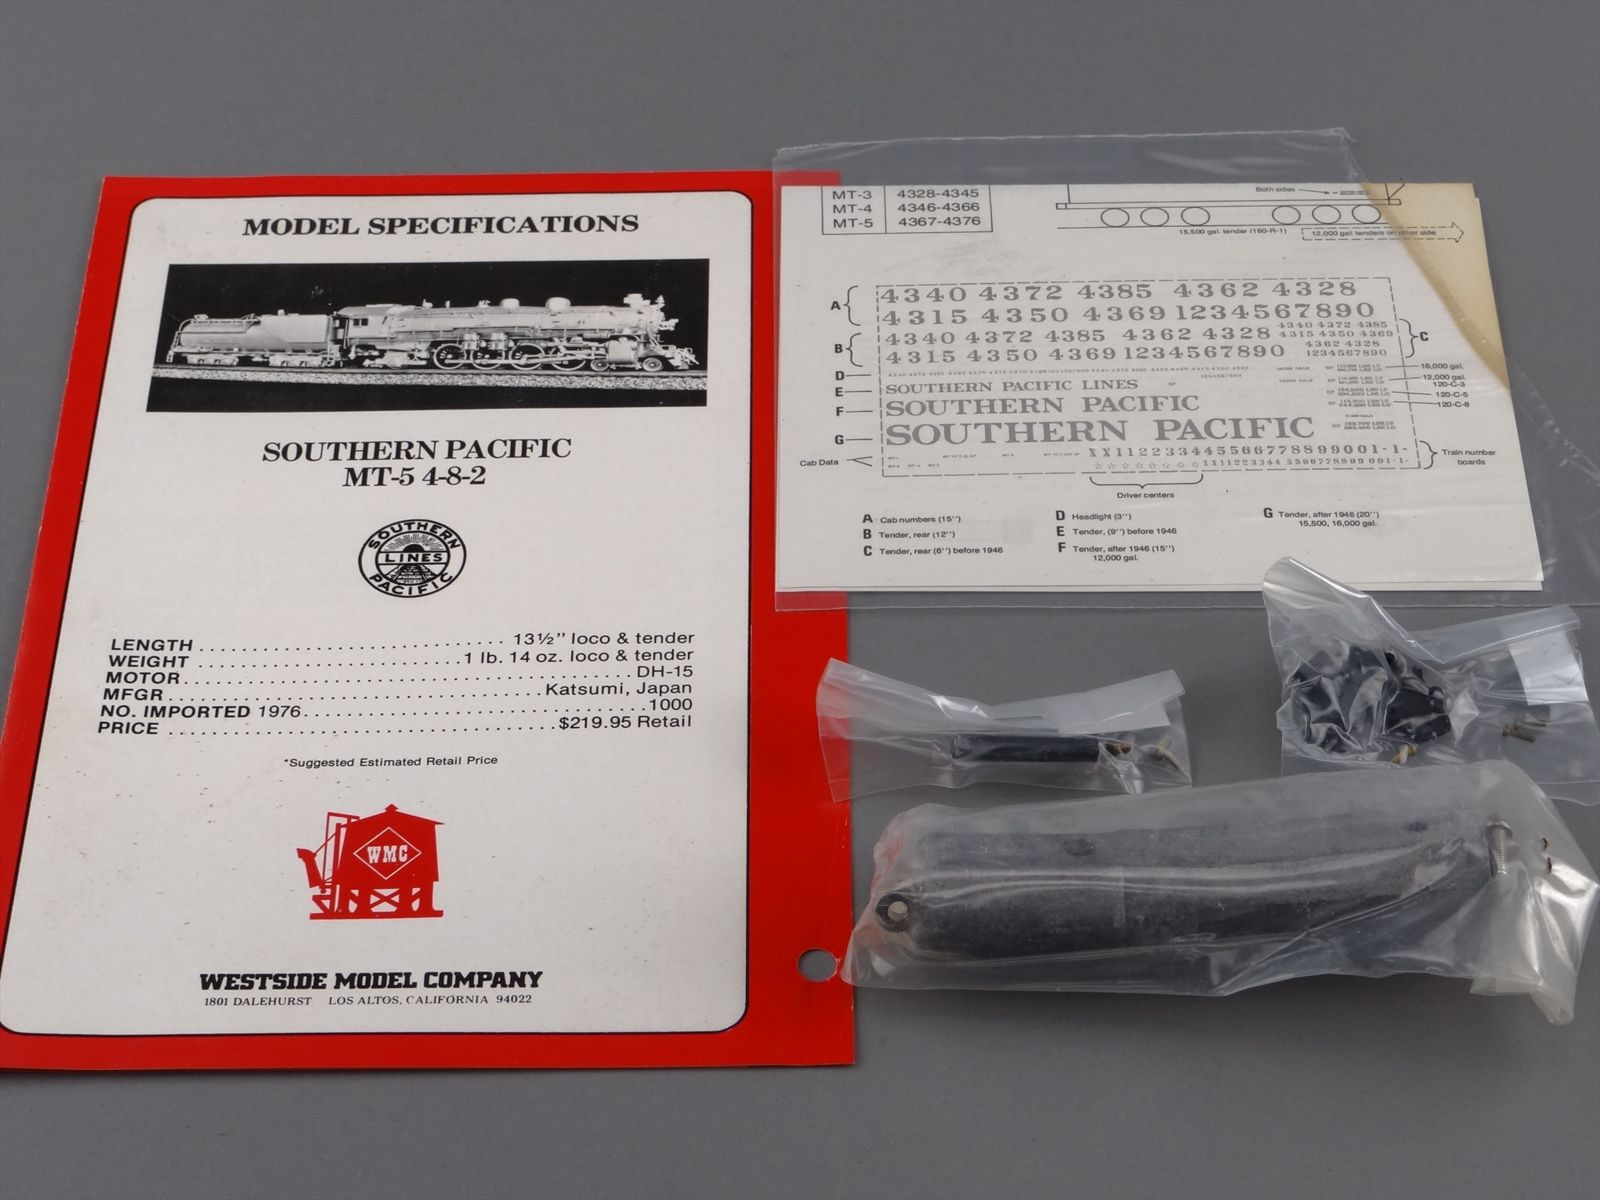 MODEL SPECIFICATIONS
SOUTHERN PACIFIC
MT-5 4-8-2
SOUTHERN
LINES
PACIFIC
LENGTH 13½" loco & tender
WEIGHT 1 lb. 14 oz. loco & tender
MOTOR DH-15
MFGR Katsumi, Japan
NO. IMPORTED 1976 1000
PRICE $219.95 Retail
*Suggested Estimated Retail Price
WMC
WESTSIDE MODEL COMPANY
1801 DALEHURST LOS ALTOS, CALIFORNIA 94022
MT-3 4328-4345
MT-4 4346-4366
MT-5 4367-4376
Both sides
15,500 gal. tender (160-R-1)
12,000 gal. tenders on other side
A
4340 4372 4385 4362 4328
4315 4350 4369 1234567890
B
4340 4372 4385 4362 4328
4315 4350 4369 1234567890
C
4340 4372 4385
4315 4350 4369
4362 4328
1234567890
D
16,000 gal.
12,000 gal.
120-C-3
120-C-5
120-C-8
E
SOUTHERN PACIFIC LINES
F
SOUTHERN PACIFIC
G
SOUTHERN PACIFIC
Cab Data
XX112233445566778899001-1-
☆☆☆☆☆☆☆☆XX11223344 5566778899 001-1-
Train number
boards
Driver centers
A Cab numbers (15")
B Tender, rear (12")
C Tender, rear (6") before 1946
D Headlight (3")
E Tender, (9") before 1946
F Tender, after 1946 (15")
12,000 gal.
G Tender, after 1946 (20")
15,500, 16,000 gal.